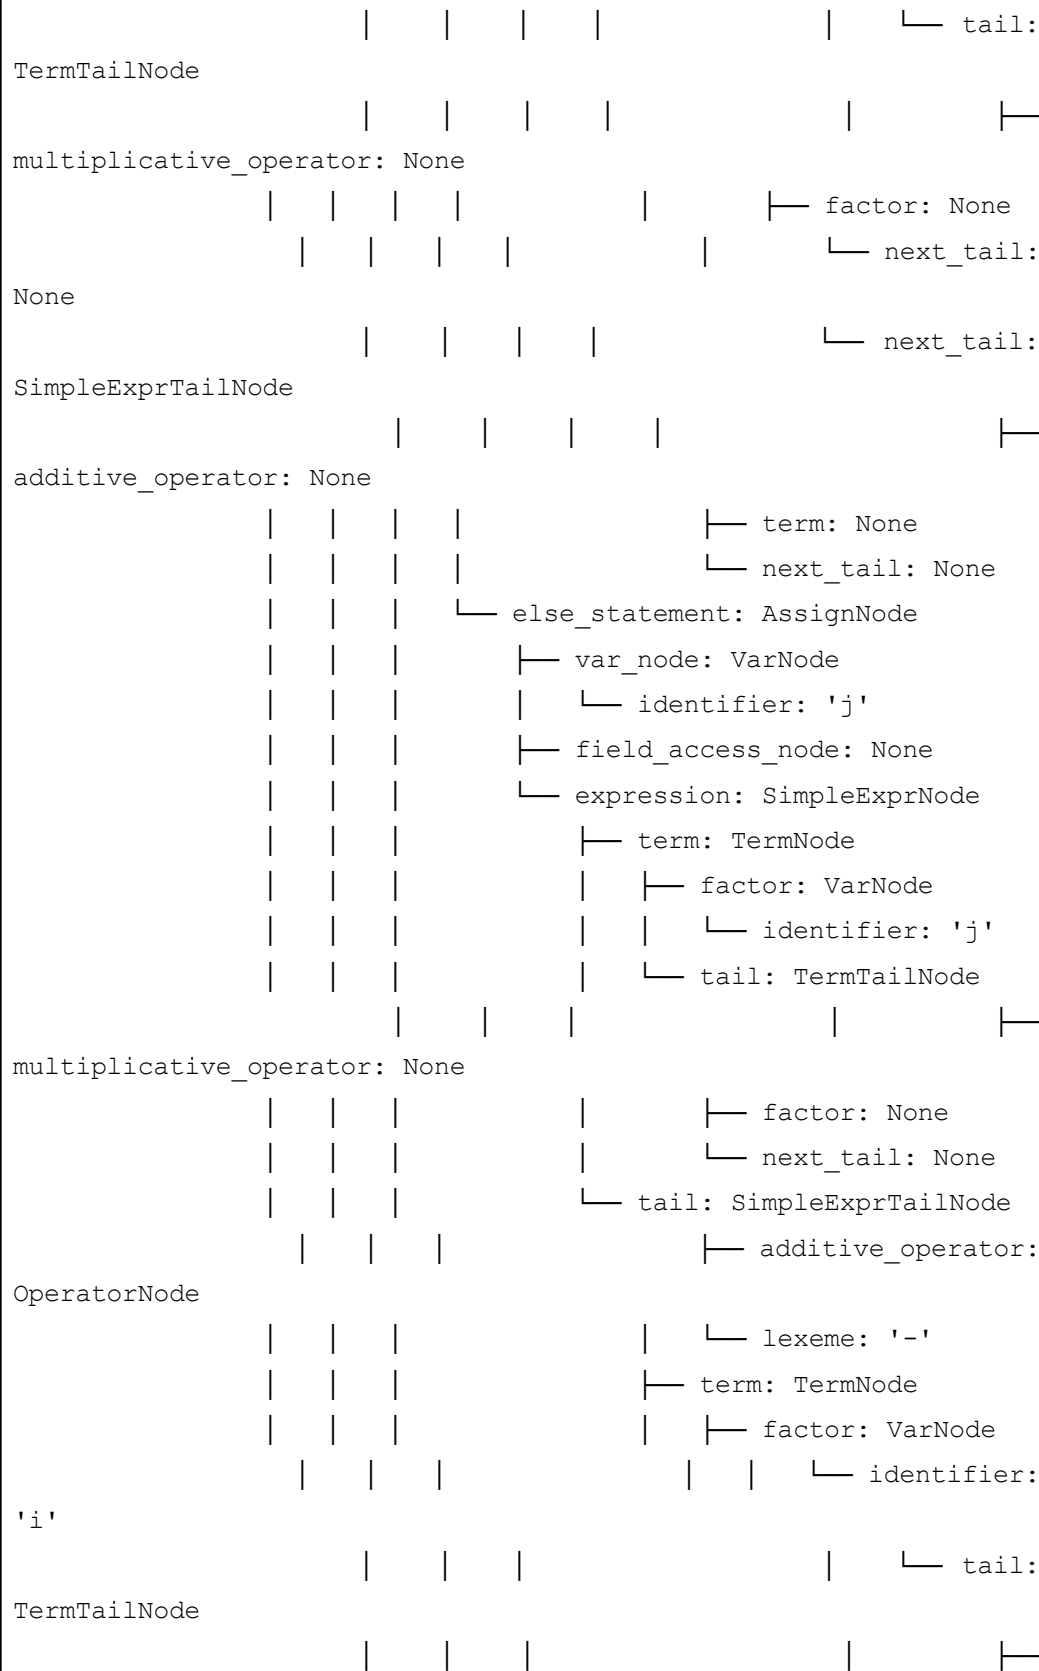 │ │ │ │ │ └── tail:
TermTailNode
│ │ │ │ │ ├──
multiplicative_operator: None
│ │ │ │ │ ├── factor: None
│ │ │ │ │ └── next_tail:
None
│ │ │ │ └── next_tail:
SimpleExprTailNode
│ │ │ │ ├──
additive_operator: None
│ │ │ │ ├── term: None
│ │ │ │ └── next_tail: None
│ │ │ └── else_statement: AssignNode
│ │ │ ├── var_node: VarNode
│ │ │ │ └── identifier: 'j'
│ │ │ ├── field_access_node: None
│ │ │ └── expression: SimpleExprNode
│ │ │ ├── term: TermNode
│ │ │ │ ├── factor: VarNode
│ │ │ │ │ └── identifier: 'j'
│ │ │ │ └── tail: TermTailNode
│ │ │ │ ├──
multiplicative_operator: None
│ │ │ │ ├── factor: None
│ │ │ │ └── next_tail: None
│ │ │ └── tail: SimpleExprTailNode
│ │ │ ├── additive_operator:
OperatorNode
│ │ │ │ └── lexeme: '-'
│ │ │ ├── term: TermNode
│ │ │ │ ├── factor: VarNode
│ │ │ │ │ └── identifier:
'i'
│ │ │ │ └── tail:
TermTailNode
│ │ │ │ ├──